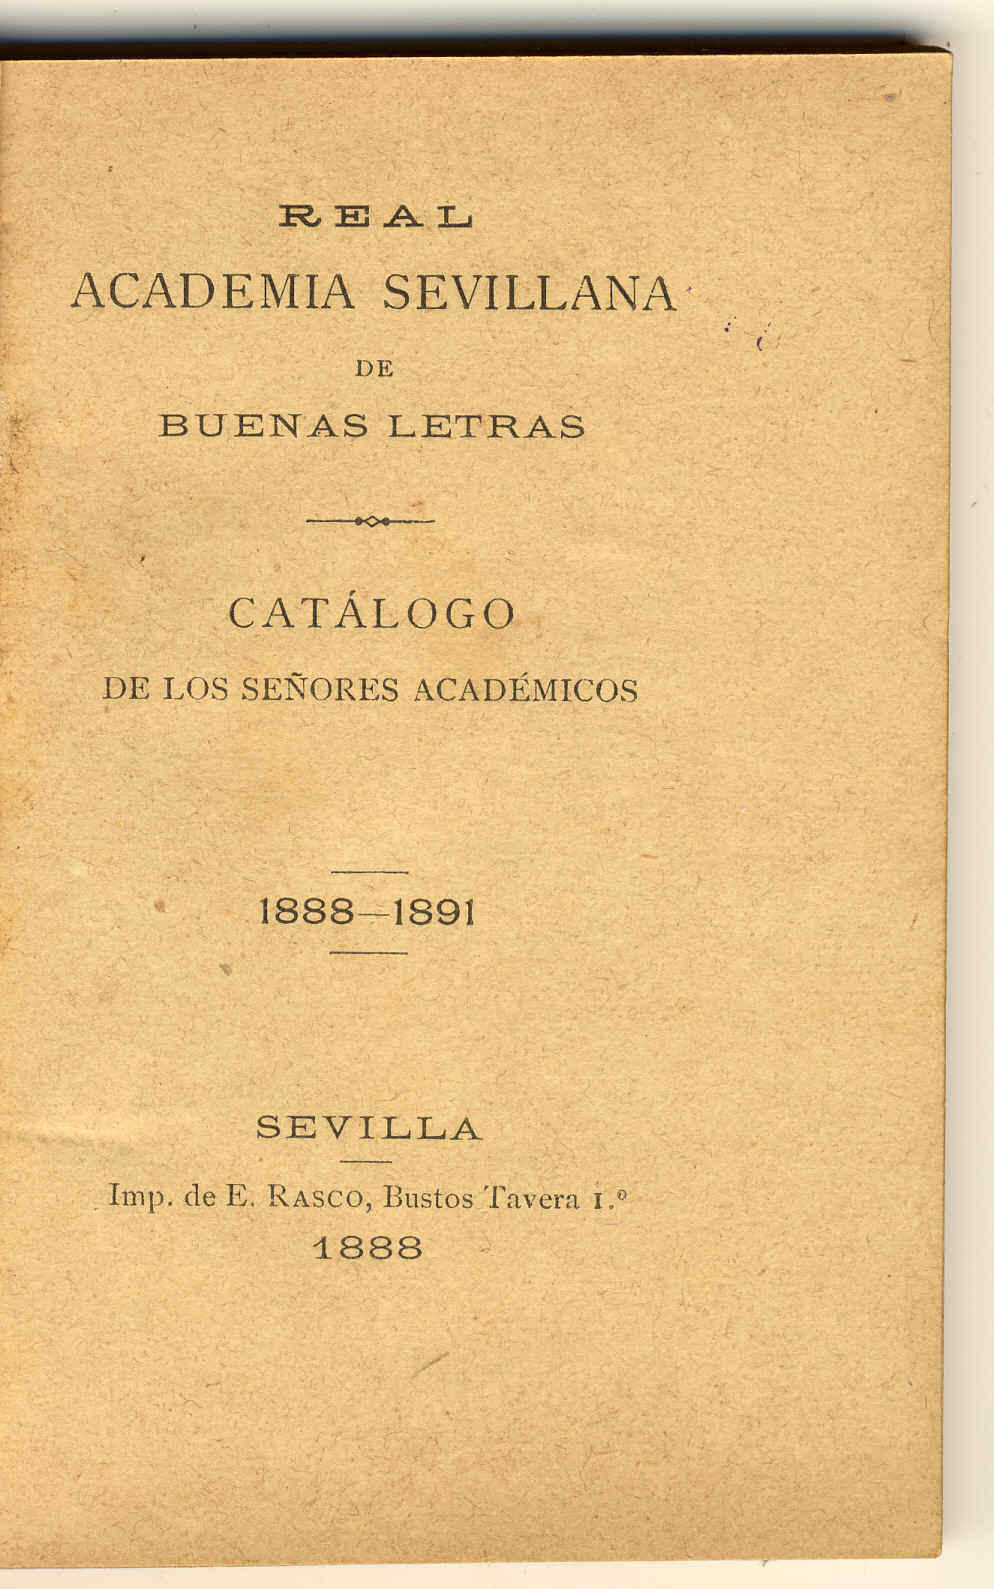 REAL
ACADEMIA SEVILLANA
DE
BUENAS LETRAS
CATÁLOGO
DE LOS SEÑORES ACADÉMICOS
1888—1891
SEVILLA
Imp. de E. RASCO, Bustos Tavera 1.º
1888